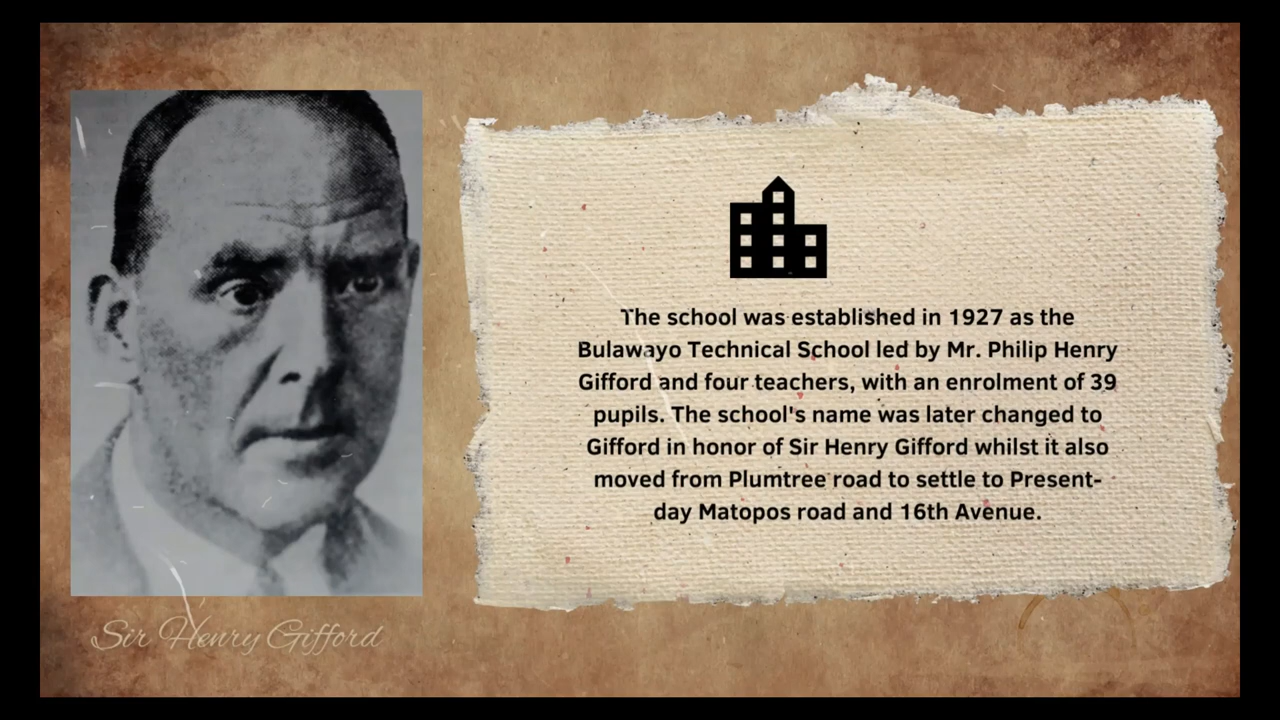 The school was established in 1927 as the
Bulawayo Technical School led by Mr. Philip Henry
Gifford and four teachers, with an enrolment of 39
pupils. The school's name was later changed to
Gifford in honor of Sir Henry Gifford whilst it also
moved from Plumtree road to settle to Present-
day Matopos road and 16th Avenue.
Sir Henry Gifford